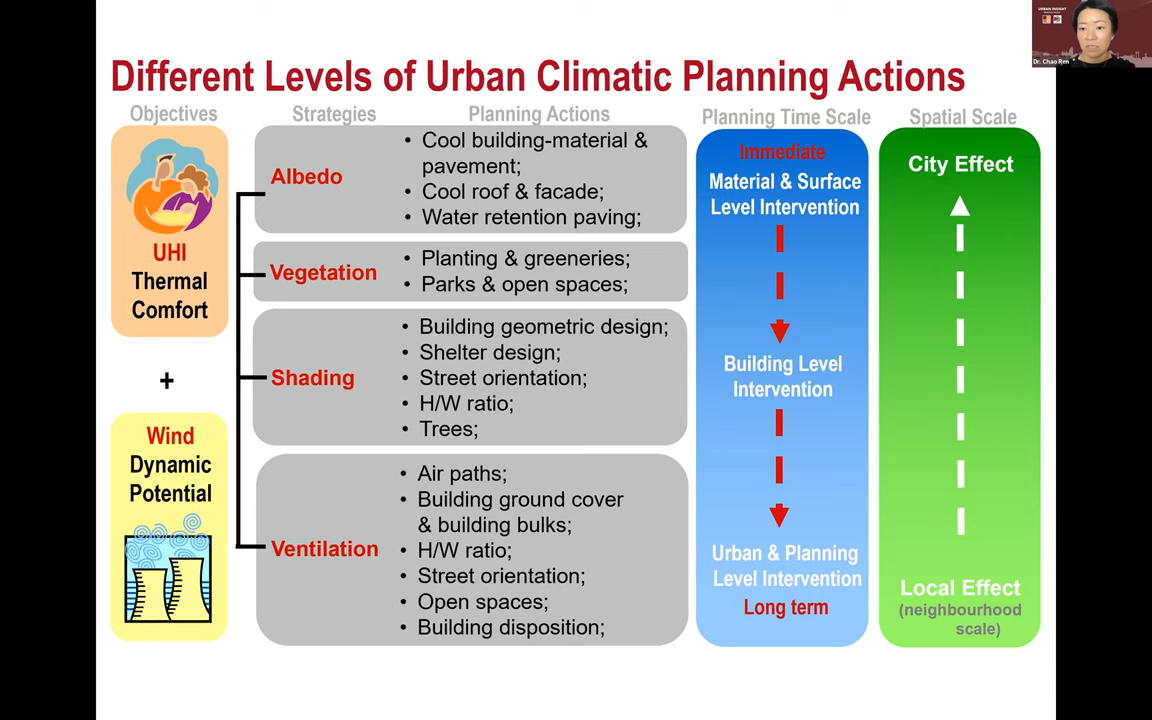 URBAN INSIGHT
Dr. Chao Ren
Different Levels of Urban Climatic Planning Actions
Objectives
Strategies
Planning Actions
Planning Time Scale
Spatial Scale
UHI
Thermal
Comfort
+
Wind
Dynamic
Potential
Albedo
• Cool building-material &
pavement;
• Cool roof & facade;
• Water retention paving;
Vegetation
• Planting & greeneries;
• Parks & open spaces;
Shading
• Building geometric design;
• Shelter design;
• Street orientation;
• H/W ratio;
• Trees;
Ventilation
• Air paths;
• Building ground cover
& building bulks;
• H/W ratio;
• Street orientation;
• Open spaces;
• Building disposition;
Immediate
Material & Surface
Level Intervention
Building Level
Intervention
Urban & Planning
Level Intervention
Long term
City Effect
Local Effect
(neighbourhood
scale)